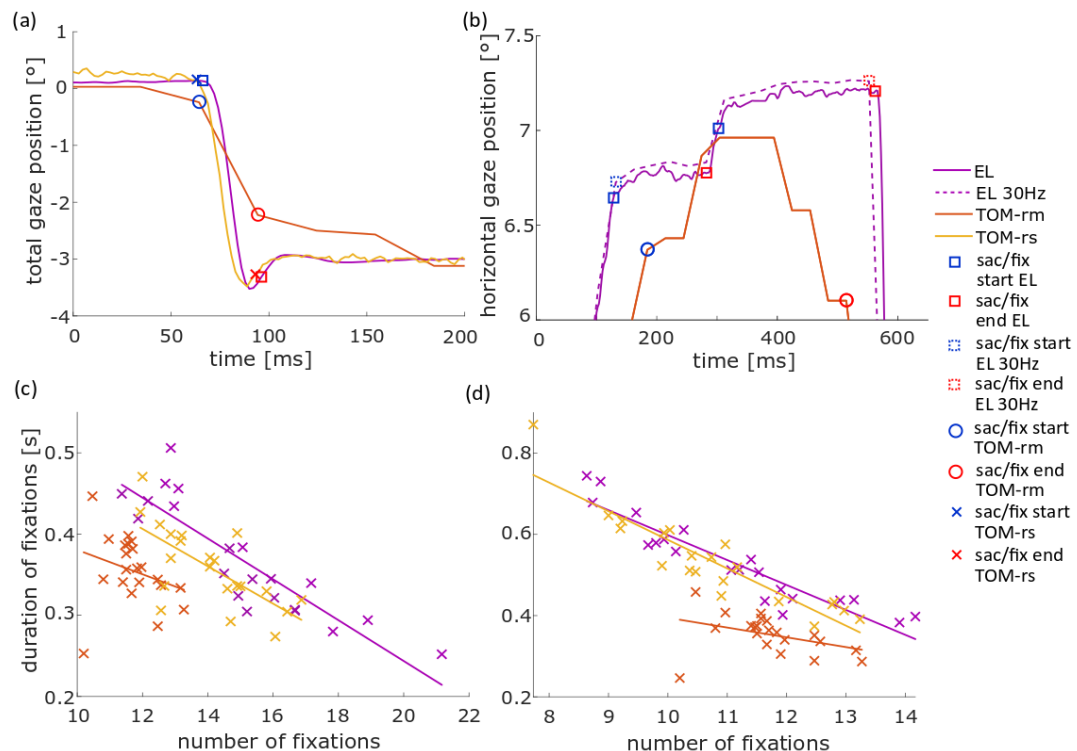 (a)
total gaze position [°]
1
0
-1
-2
-3
-4
0
50
100
150
200
time [ms]
(b)
horizontal gaze position [°]
7.5
7
6.5
6
0
200
400
600
time [ms]
EL
EL 30Hz
TOM-rm
TOM-rs
sac/fix
start EL
sac/fix
end EL
sac/fix start
EL 30Hz
sac/fix end
EL 30Hz
sac/fix start
TOM-rm
sac/fix end
TOM-rm
sac/fix start
TOM-rs
sac/fix end
TOM-rs
(c)
duration of fixations [s]
0.5
0.4
0.3
0.2
10
12
14
16
18
20
22
number of fixations
(d)
0.8
0.6
0.4
0.2
8
9
10
11
12
13
14
number of fixations